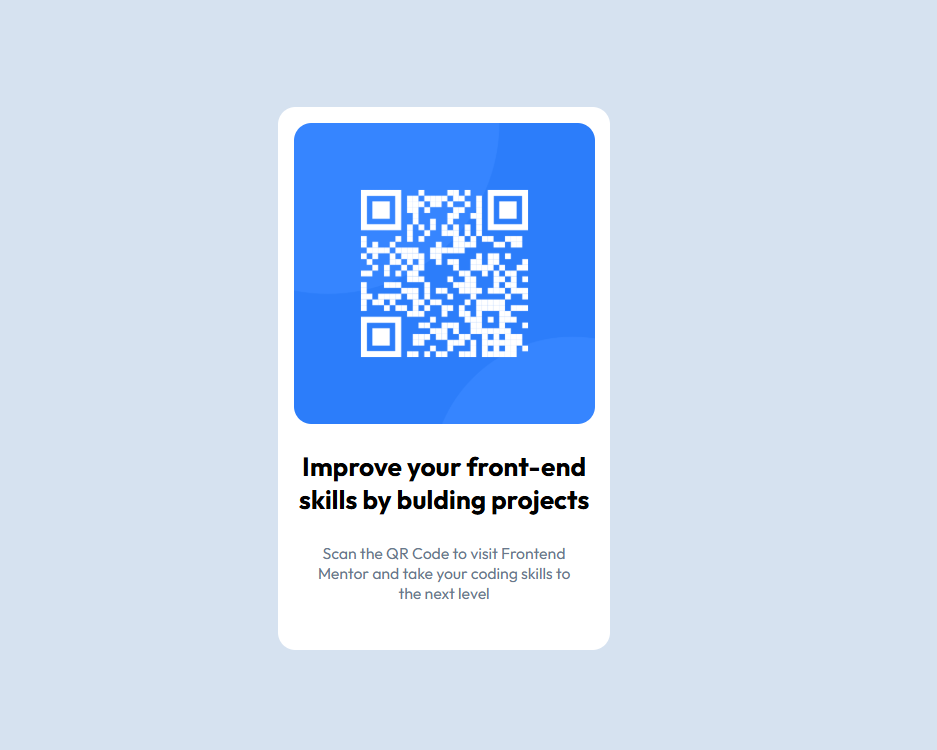 Improve your front-end
skills by bulding projects
Scan the QR Code to visit Frontend
Mentor and take your coding skills to
the next level